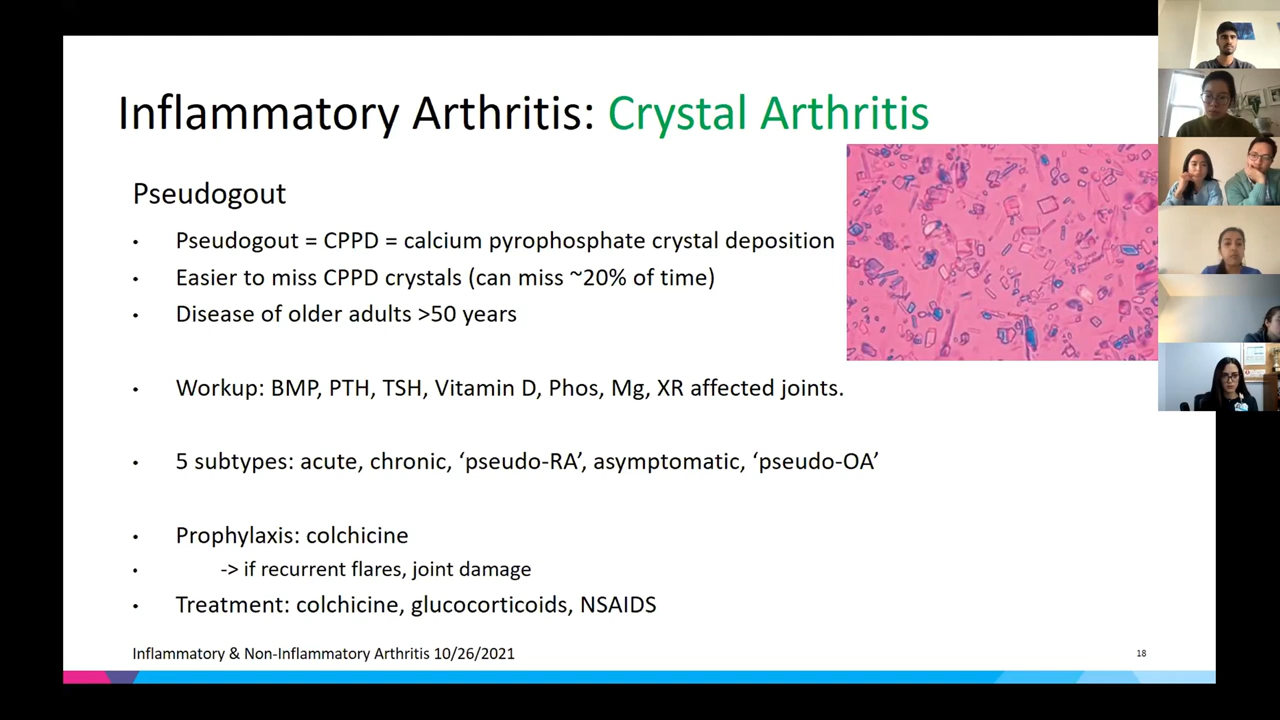 Inflammatory Arthritis: Crystal Arthritis
Pseudogout
• Pseudogout = CPPD = calcium pyrophosphate crystal deposition
• Easier to miss CPPD crystals (can miss ~20% of time)
• Disease of older adults >50 years
• Workup: BMP, PTH, TSH, Vitamin D, Phos, Mg, XR affected joints.
• 5 subtypes: acute, chronic, ‘pseudo-RA’, asymptomatic, ‘pseudo-OA’
• Prophylaxis: colchicine
• -> if recurrent flares, joint damage
• Treatment: colchicine, glucocorticoids, NSAIDS
Inflammatory & Non-Inflammatory Arthritis 10/26/2021
18